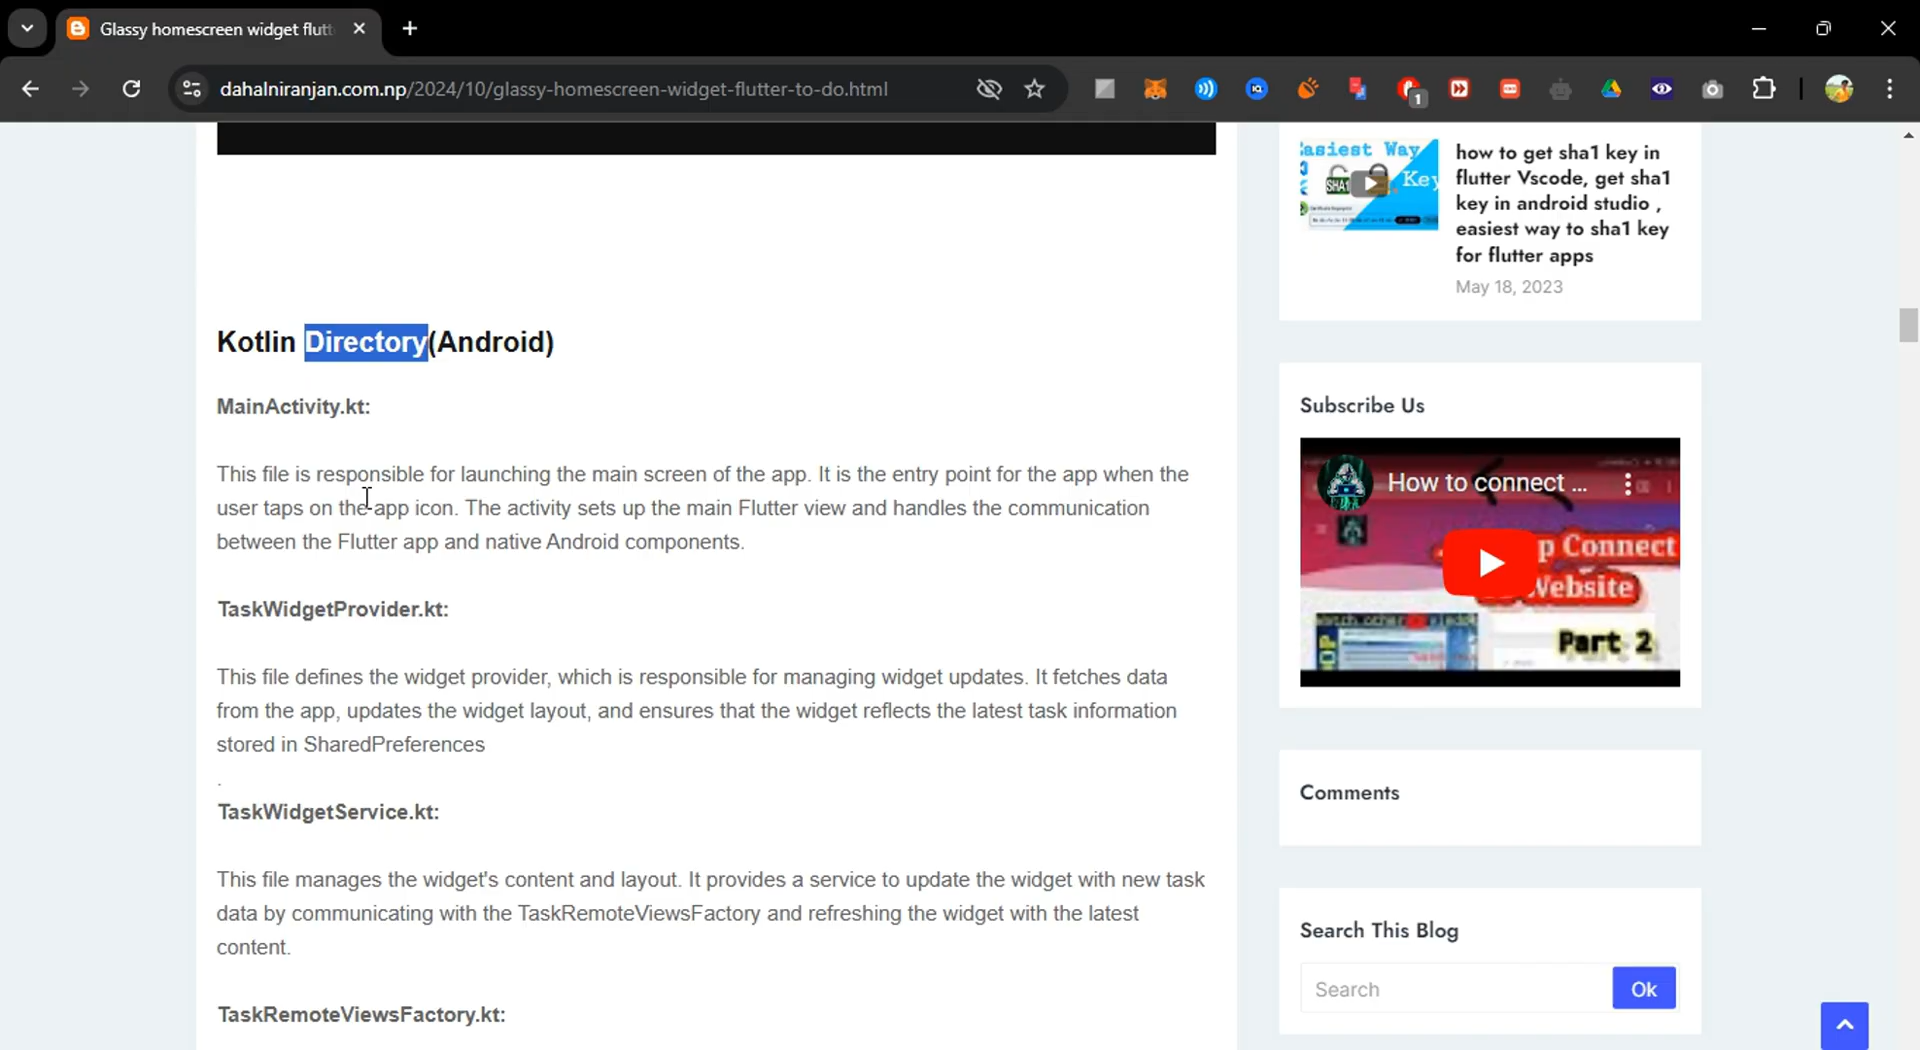 Glassy homescreen widget flutt
dahalniranjan.com.np/2024/10/glassy-homescreen-widget-flutter-to-do.html
1
Kotlin Directory(Android)
MainActivity.kt:
This file is responsible for launching the main screen of the app. It is the entry point for the app when the
user taps on the app icon. The activity sets up the main Flutter view and handles the communication
between the Flutter app and native Android components.
TaskWidgetProvider.kt:
This file defines the widget provider, which is responsible for managing widget updates. It fetches data
from the app, updates the widget layout, and ensures that the widget reflects the latest task information
stored in SharedPreferences
.
TaskWidgetService.kt:
This file manages the widget's content and layout. It provides a service to update the widget with new task
data by communicating with the TaskRemoteViewsFactory and refreshing the widget with the latest
content.
TaskRemoteViewsFactory.kt:
asiest Way
SHA1
Key
how to get sha1 key in
flutter Vscode, get sha1
key in android studio ,
easiest way to sha1 key
for flutter apps
May 18, 2023
Subscribe Us
How to connect ...
p Connect
Website
Part 2
Comments
Search This Blog
Search
Ok